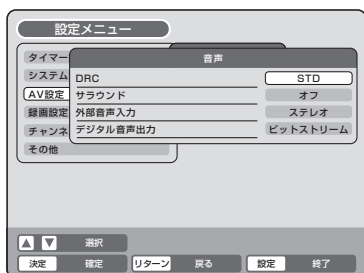 設定メニュー
タイマー
音声
システム
DRC
STD
AV設定
サラウンド
オフ
録画設定
外部音声入力
ステレオ
チャンネ
デジタル音声出力
ビットストリーム
その他
選択
決定 確定 リターン 戻る 設定 終了